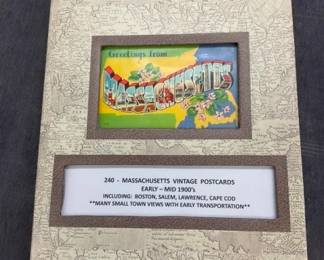 Greetings from
MASSACHUSETTS
240 - MASSACHUSETTS VINTAGE POSTCARDS
EARLY – MID 1900's
INCLUDING: BOSTON, SALEM, LAWRENCE, CAPE COD
**MANY SMALL TOWN VIEWS WITH EARLY TRANSPORTATION**